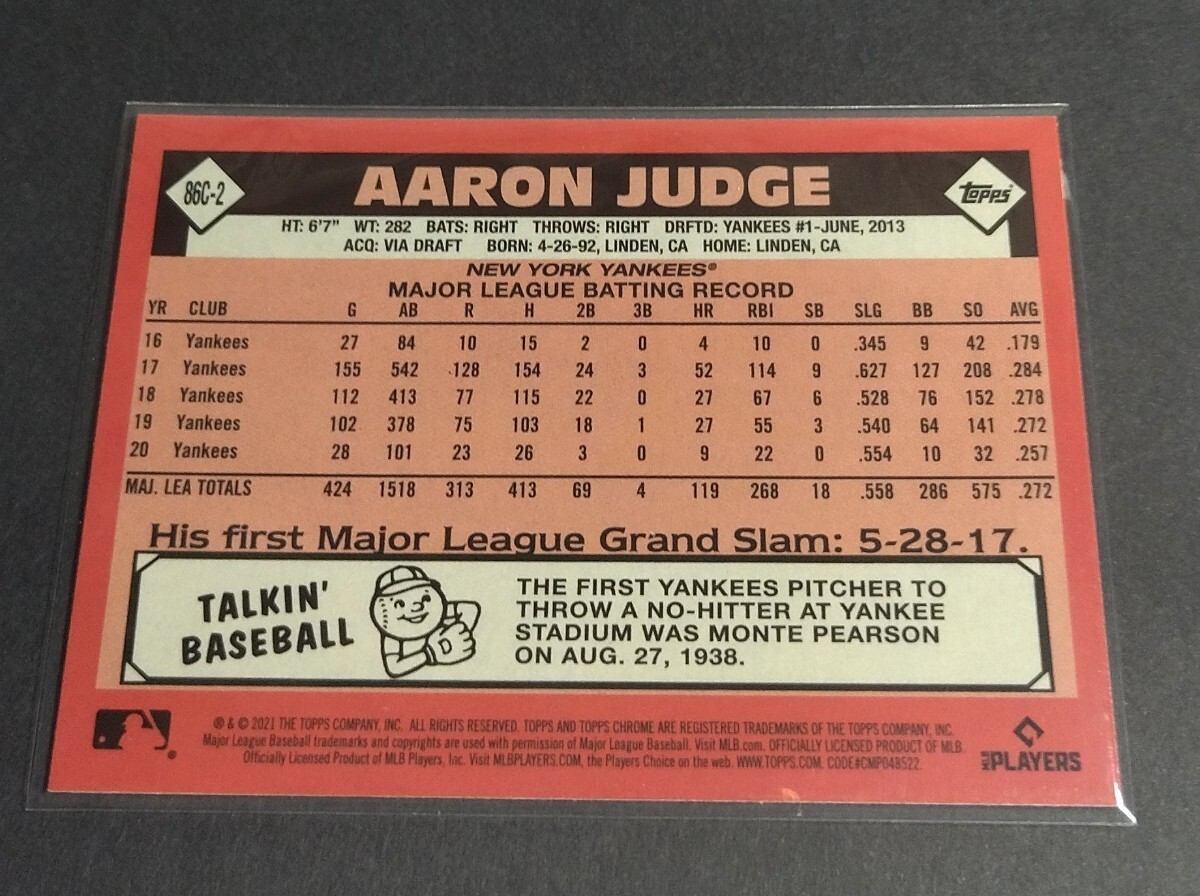 86C-2
AARON JUDGE
Topps®
HT: 6'7" WT: 282 BATS: RIGHT THROWS: RIGHT DRFTD: YANKEES #1-JUNE, 2013
ACQ: VIA DRAFT BORN: 4-26-92, LINDEN, CA HOME: LINDEN, CA
NEW YORK YANKEES®
MAJOR LEAGUE BATTING RECORD
YR CLUB G AB R H 2B 3B HR RBI SB SLG BB SO AVG
16 Yankees 27 84 10 15 2 0 4 10 0 .345 9 42 .179
17 Yankees 155 542 128 154 24 3 52 114 9 .627 127 208 .284
18 Yankees 112 413 77 115 22 0 27 67 6 .528 76 152 .278
19 Yankees 102 378 75 103 18 1 27 55 3 .540 64 141 .272
20 Yankees 28 101 23 26 3 0 9 22 0 .554 10 32 .257
MAJ. LEA TOTALS 424 1518 313 413 69 4 119 268 18 .558 286 575 .272
His first Major League Grand Slam: 5-28-17.
TALKIN'
BASEBALL
THE FIRST YANKEES PITCHER TO
THROW A NO-HITTER AT YANKEE
STADIUM WAS MONTE PEARSON
ON AUG. 27, 1938.
® & © 2021 THE TOPPS COMPANY, INC. ALL RIGHTS RESERVED. TOPPS AND TOPPS CHROME ARE REGISTERED TRADEMARKS OF THE TOPPS COMPANY, INC.
Major League Baseball trademarks and copyrights are used with permission of Major League Baseball. Visit MLB.com. OFFICIALLY LICENSED PRODUCT OF MLB
Officially Licensed Product of MLB Players, Inc. Visit MLBPLAYERS.COM, the Players Choice on the web. WWW.TOPPS.COM. CODE#CMP048522
MLB PLAYERS